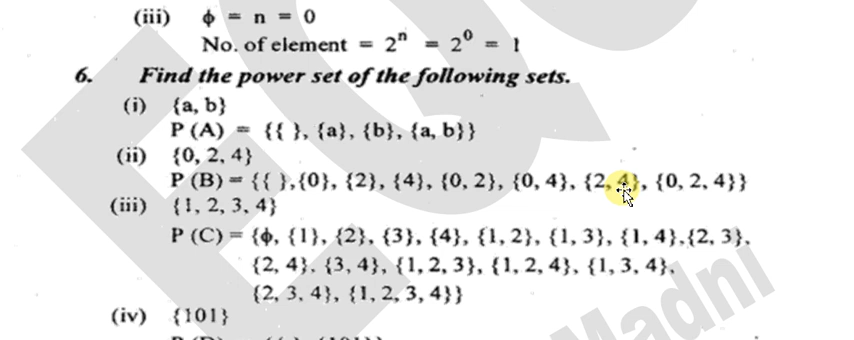 (iii) ϕ = n = 0
No. of element = 2ⁿ = 2⁰ = 1
6. Find the power set of the following sets.
(i) {a, b}
P (A) = {{ }, {a}, {b}, {a, b}}
(ii) {0, 2, 4}
P (B) = {{ },{0}, {2}, {4}, {0, 2}, {0, 4}, {2, 4}, {0, 2, 4}}
(iii) {1, 2, 3, 4}
P (C) = {ϕ, {1}, {2}, {3}, {4}, {1, 2}, {1, 3}, {1, 4},{2, 3},
{2, 4}, {3, 4}, {1, 2, 3}, {1, 2, 4}, {1, 3, 4},
{2, 3, 4}, {1, 2, 3, 4}}
(iv) {101}
Madni